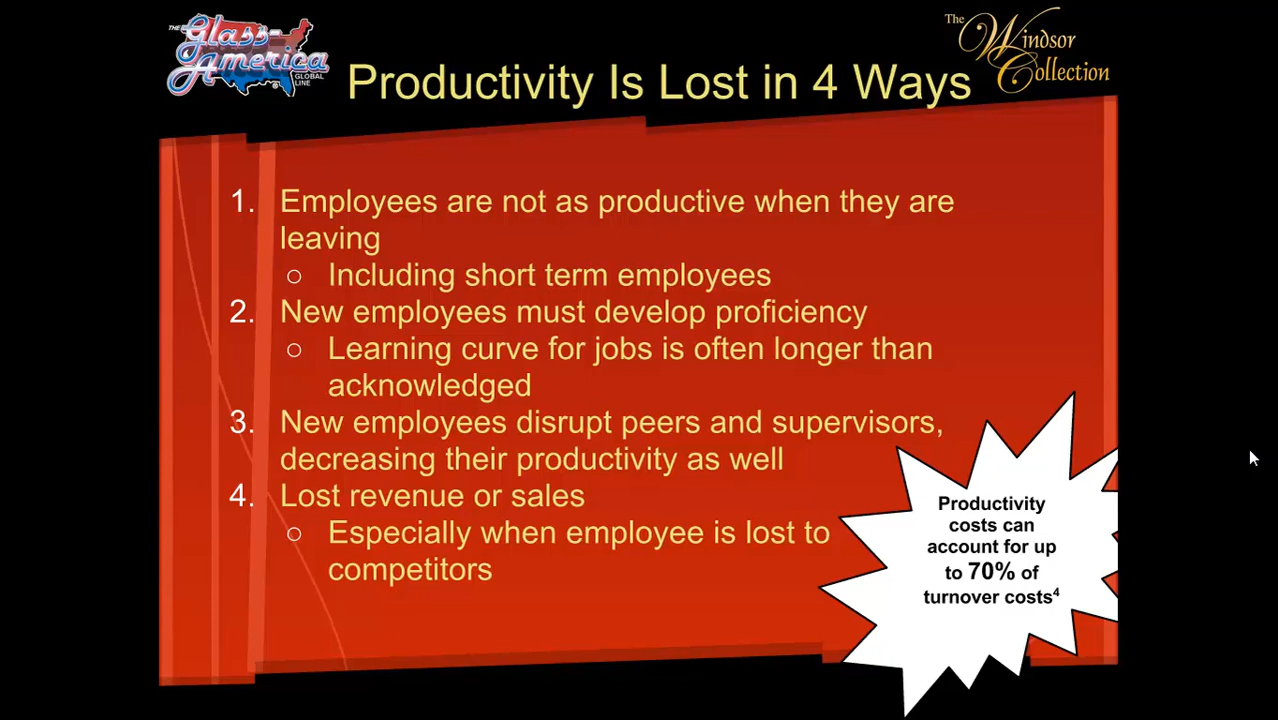 THE
Glass-
America
GLOBAL
LINE
The
Windsor
Collection
Productivity Is Lost in 4 Ways
1. Employees are not as productive when they are
leaving
○ Including short term employees
2. New employees must develop proficiency
○ Learning curve for jobs is often longer than
acknowledged
3. New employees disrupt peers and supervisors,
decreasing their productivity as well
4. Lost revenue or sales
○ Especially when employee is lost to
competitors
Productivity
costs can
account for up
to 70% of
turnover costs⁴